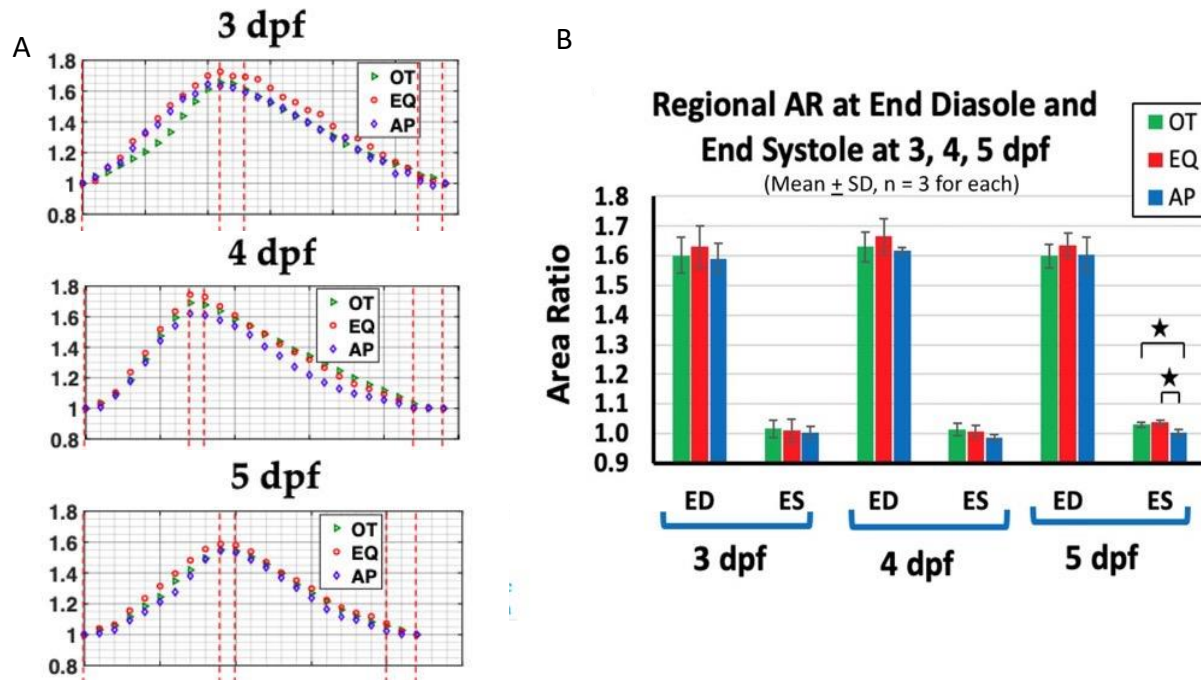 A
3 dpf
1.8
1.6
1.4
1.2
1
0.8
OT
EQ
AP
4 dpf
1.8
1.6
1.4
1.2
1
0.8
OT
EQ
AP
5 dpf
1.8
1.6
1.4
1.2
1
0.8
OT
EQ
AP
B
Regional AR at End Diasole and
End Systole at 3, 4, 5 dpf
(Mean ± SD, n = 3 for each)
OT
EQ
AP
Area Ratio
1.8
1.7
1.6
1.5
1.4
1.3
1.2
1.1
1.0
0.9
ED ES ED ES ED ES
3 dpf 4 dpf 5 dpf